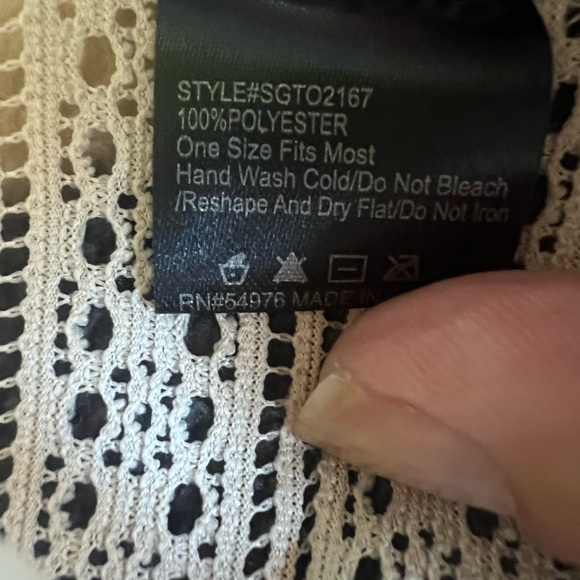 STYLE#SGTO2167
100%POLYESTER
One Size Fits Most
Hand Wash Cold/Do Not Bleach
/Reshape And Dry Flat/Do Not Iron
RN#54976 MADE IN